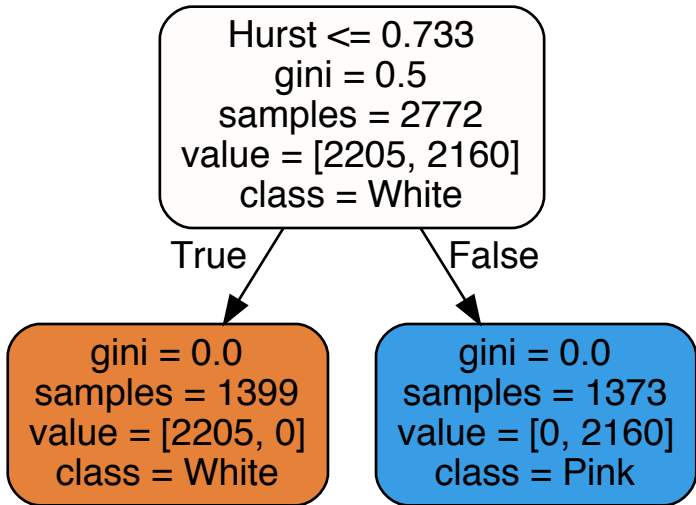 Hurst <= 0.733
gini = 0.5
samples = 2772
value = [2205, 2160]
class = White
True
False
gini = 0.0
samples = 1399
value = [2205, 0]
class = White
gini = 0.0
samples = 1373
value = [0, 2160]
class = Pink